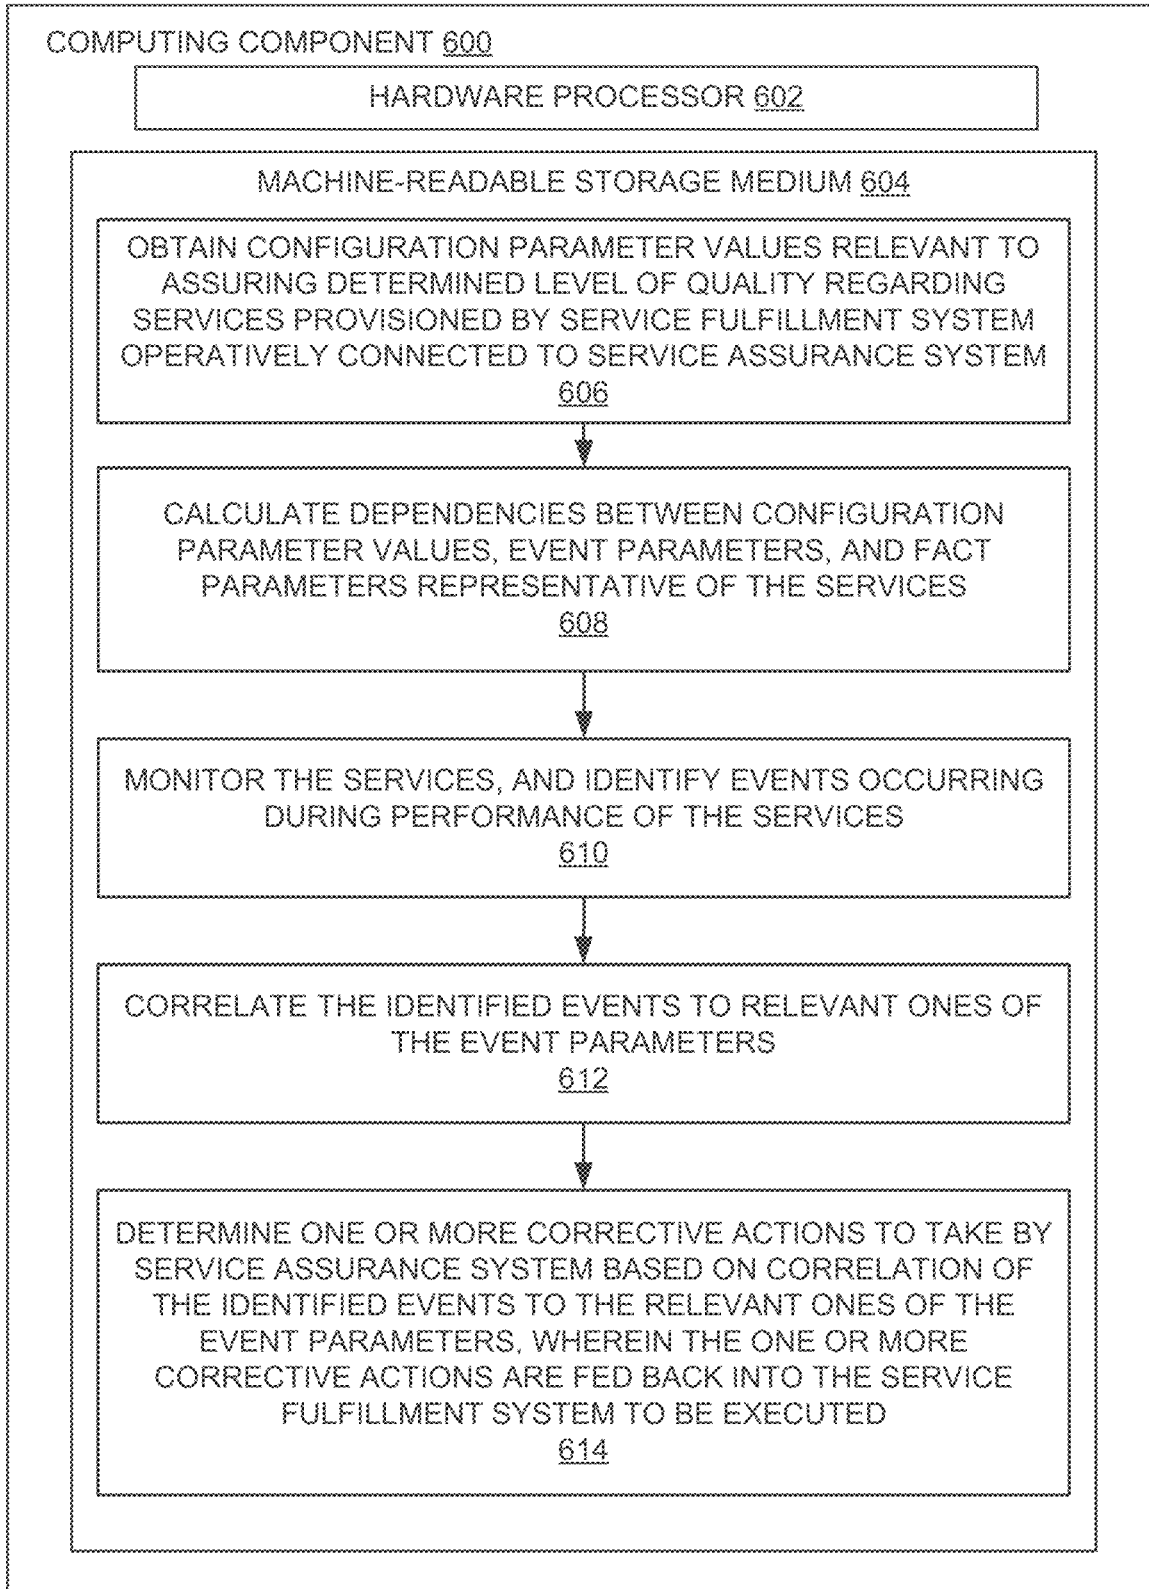 COMPUTING COMPONENT 600
HARDWARE PROCESSOR 602
MACHINE-READABLE STORAGE MEDIUM 604
OBTAIN CONFIGURATION PARAMETER VALUES RELEVANT TO
ASSURING DETERMINED LEVEL OF QUALITY REGARDING
SERVICES PROVISIONED BY SERVICE FULFILLMENT SYSTEM
OPERATIVELY CONNECTED TO SERVICE ASSURANCE SYSTEM
606
CALCULATE DEPENDENCIES BETWEEN CONFIGURATION
PARAMETER VALUES, EVENT PARAMETERS, AND FACT
PARAMETERS REPRESENTATIVE OF THE SERVICES
608
MONITOR THE SERVICES, AND IDENTIFY EVENTS OCCURRING
DURING PERFORMANCE OF THE SERVICES
610
CORRELATE THE IDENTIFIED EVENTS TO RELEVANT ONES OF
THE EVENT PARAMETERS
612
DETERMINE ONE OR MORE CORRECTIVE ACTIONS TO TAKE BY
SERVICE ASSURANCE SYSTEM BASED ON CORRELATION OF
THE IDENTIFIED EVENTS TO THE RELEVANT ONES OF THE
EVENT PARAMETERS, WHEREIN THE ONE OR MORE
CORRECTIVE ACTIONS ARE FED BACK INTO THE SERVICE
FULFILLMENT SYSTEM TO BE EXECUTED
614